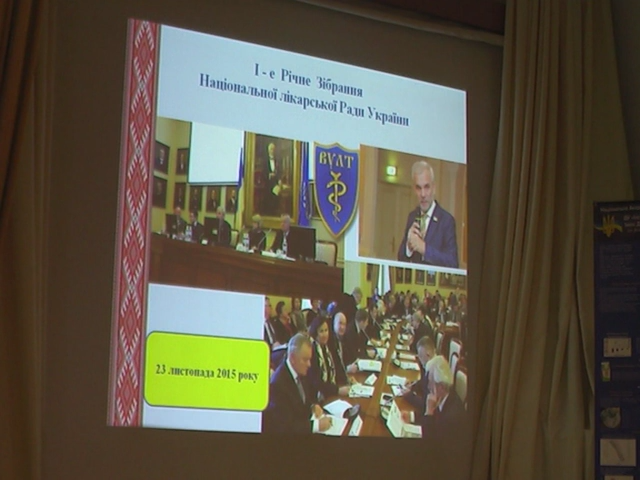 I - е Річне Зібрання
Національної лікарської Ради України
ВУЛТ
23 листопада 2015 року